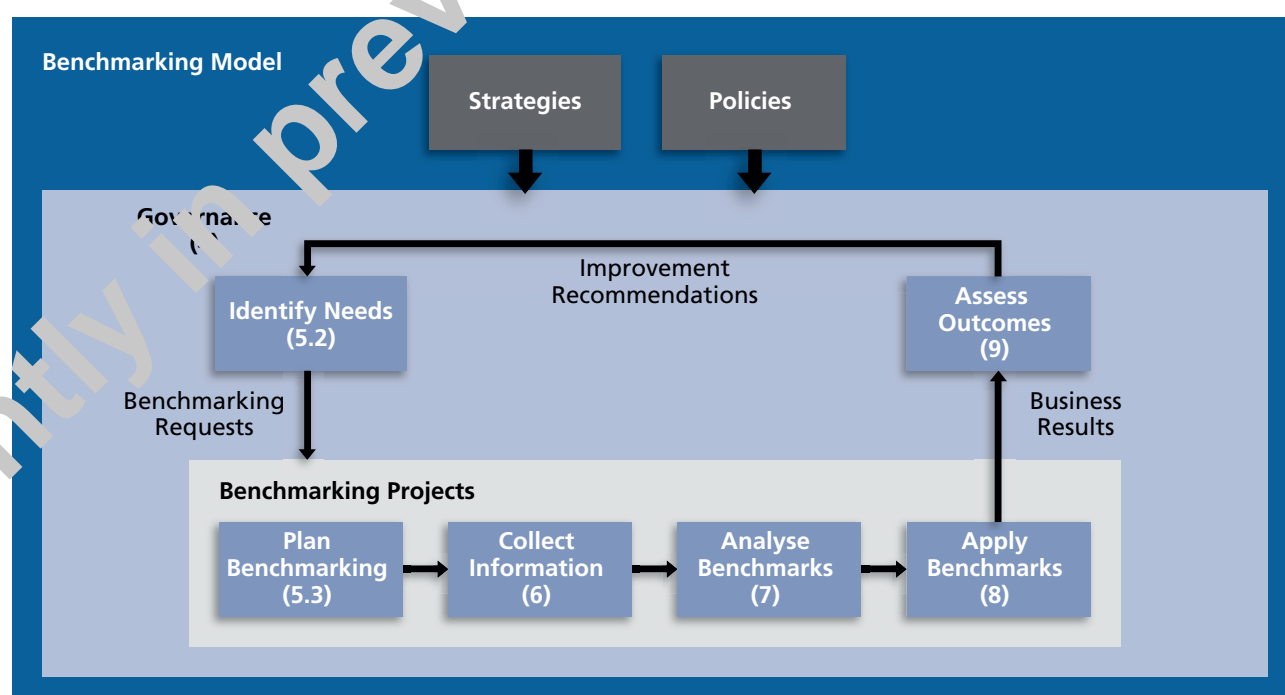 Benchmarking Model
Strategies
Policies
Governance
Improvement
Recommendations
Identify Needs
(5.2)
Assess
Outcomes
(9)
Benchmarking
Requests
Business
Results
Benchmarking Projects
Plan
Benchmarking
(5.3)
Collect
Information
(6)
Analyse
Benchmarks
(7)
Apply
Benchmarks
(8)